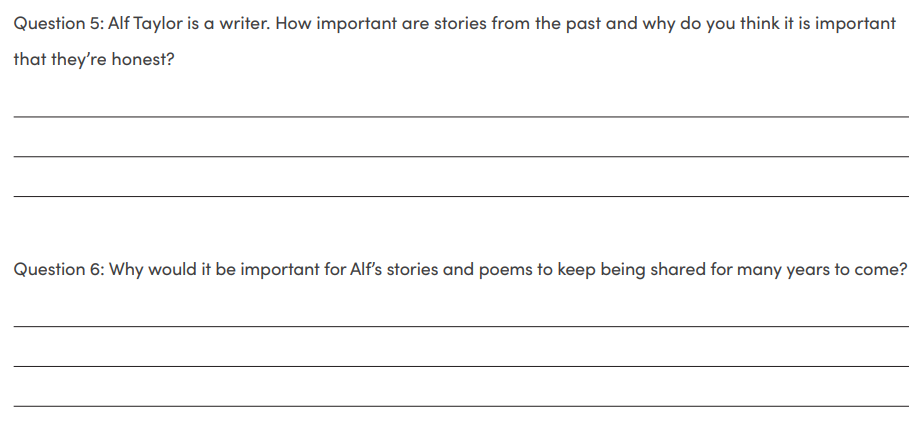 Question 5: Alf Taylor is a writer. How important are stories from the past and why do you think it is important
that they’re honest?
Question 6: Why would it be important for Alf’s stories and poems to keep being shared for many years to come?